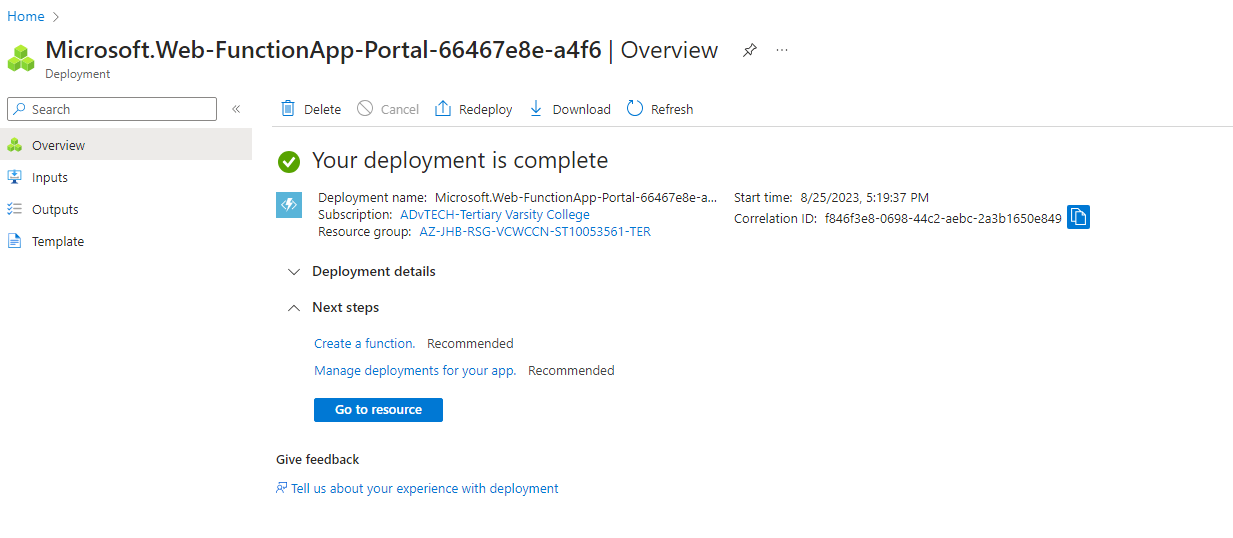 Home
Microsoft.Web-FunctionApp-Portal-66467e8e-a4f6 | Overview
Deployment
Search
Overview
Inputs
Outputs
Template
Delete Cancel Redeploy Download Refresh
Your deployment is complete
Deployment name: Microsoft.Web-FunctionApp-Portal-66467e8e-a...
Subscription: ADvTECH-Tertiary Varsity College
Resource group: AZ-JHB-RSG-VCWCCN-ST10053561-TER
Start time: 8/25/2023, 5:19:37 PM
Correlation ID: f846f3e8-0698-44c2-aebc-2a3b1650e849
Deployment details
Next steps
Create a function. Recommended
Manage deployments for your app. Recommended
Go to resource
Give feedback
Tell us about your experience with deployment